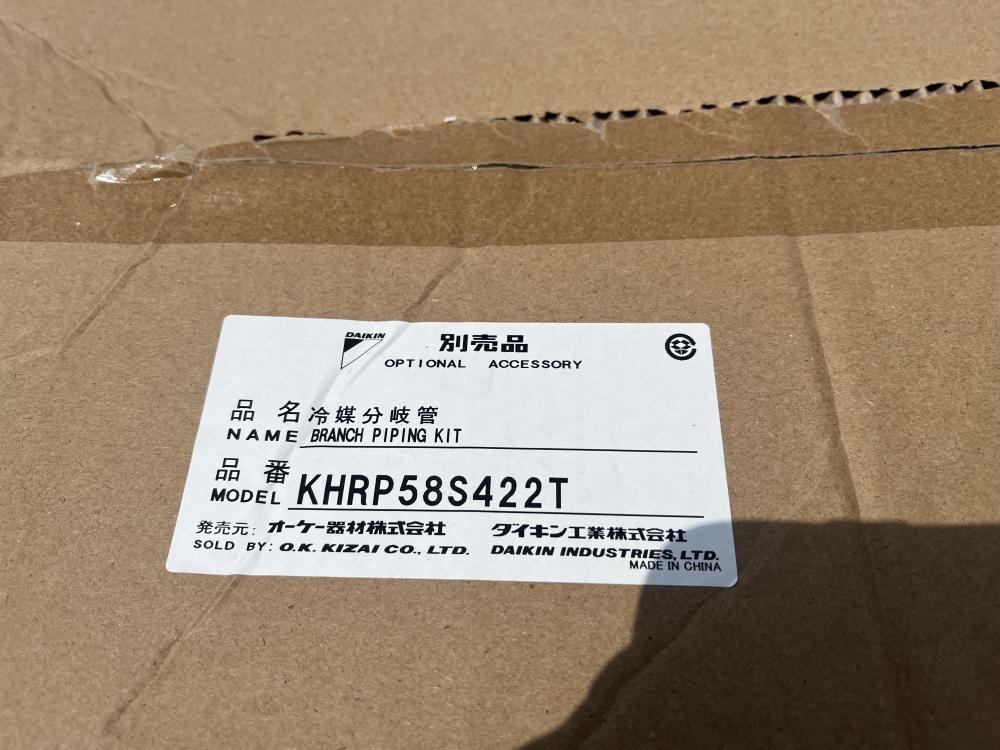 DAIKIN 別売品
OPTIONAL ACCESSORY
品名 冷媒分岐管
NAME BRANCH PIPING KIT
品番
MODEL KHRP58S422T
発売元: オーケー器材株式会社 ダイキン工業株式会社
SOLD BY: O.K. KIZAI CO., LTD. DAIKIN INDUSTRIES, LTD.
MADE IN CHINA